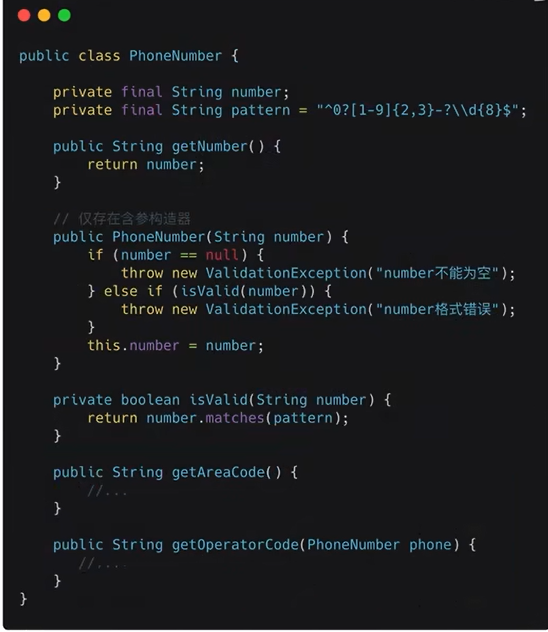 public class PhoneNumber {
private final String number;
private final String pattern = "^0?[1-9]{2,3}-?\\d{8}$";
public String getNumber() {
return number;
}
// 仅存在含参构造器
public PhoneNumber(String number) {
if (number == null) {
throw new ValidationException("number不能为空");
} else if (isValid(number)) {
throw new ValidationException("number格式错误");
}
this.number = number;
}
private boolean isValid(String number) {
return number.matches(pattern);
}
public String getAreaCode() {
//...
}
public String getOperatorCode(PhoneNumber phone) {
//...
}
}